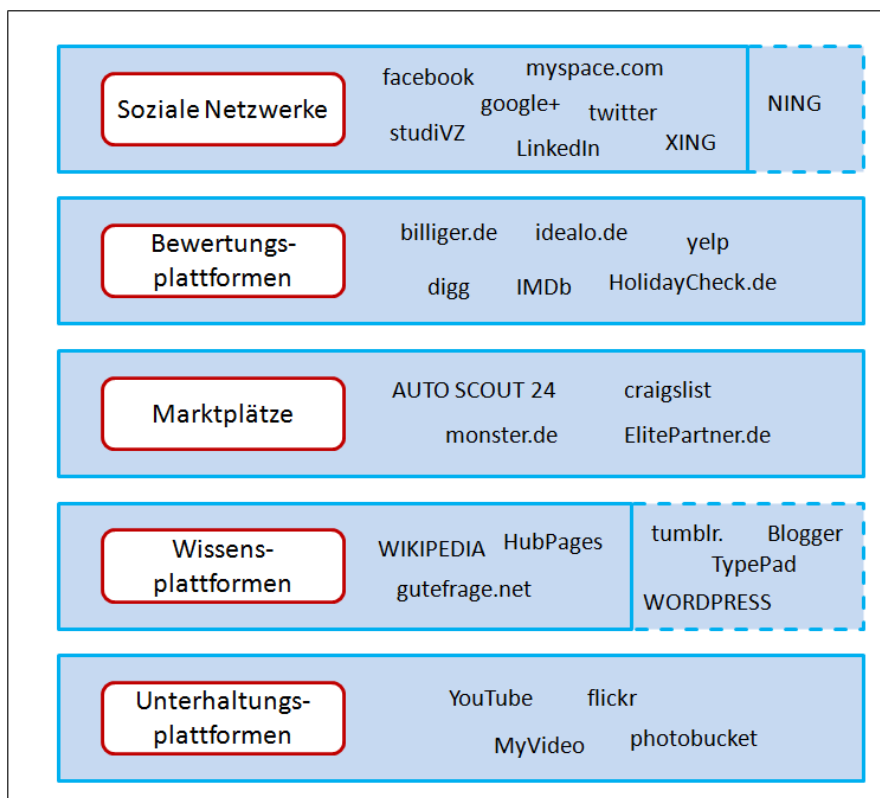 Soziale Netzwerke
facebook
myspace.com
google+
twitter
studiVZ
LinkedIn
XING
NING
Bewertungs-
plattformen
billiger.de
idealo.de
yelp
digg
IMDb
HolidayCheck.de
Marktplätze
AUTO SCOUT 24
craigslist
monster.de
ElitePartner.de
Wissens-
plattformen
WIKIPEDIA
HubPages
gutefrage.net
tumblr.
Blogger
TypePad
WORDPRESS
Unterhaltungs-
plattformen
YouTube
flickr
MyVideo
photobucket